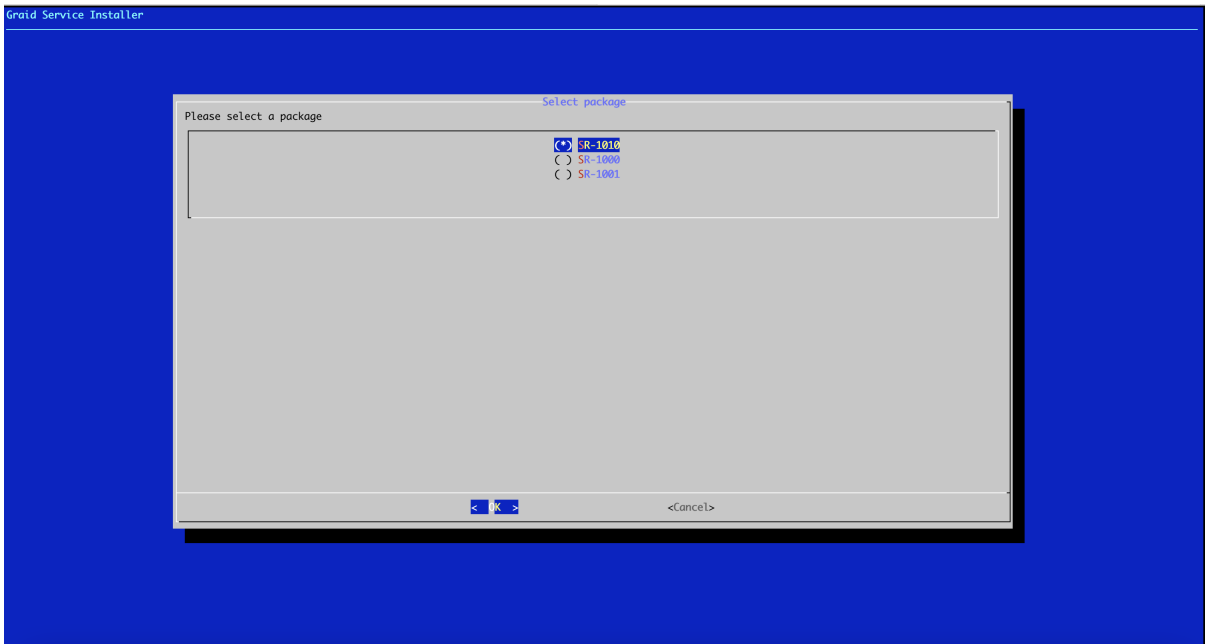 Graid Service Installer
Select package
Please select a package
(*) SR-1010
( ) SR-1000
( ) SR-1001
< OK > <Cancel>